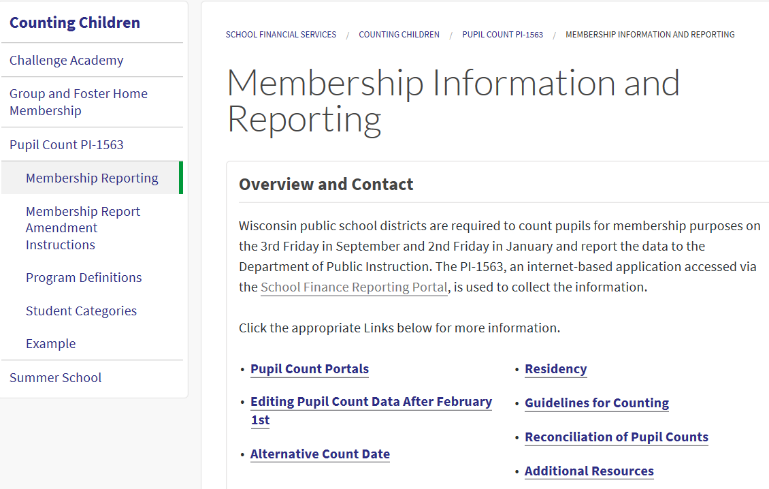 Counting Children
Challenge Academy
Group and Foster Home
Membership
Pupil Count PI-1563
Membership Reporting
Membership Report
Amendment
Instructions
Program Definitions
Student Categories
Example
Summer School
SCHOOL FINANCIAL SERVICES / COUNTING CHILDREN / PUPIL COUNT PI-1563 / MEMBERSHIP INFORMATION AND REPORTING
Membership Information and
Reporting
Overview and Contact
Wisconsin public school districts are required to count pupils for membership purposes on
the 3rd Friday in September and 2nd Friday in January and report the data to the
Department of Public Instruction. The PI-1563, an internet-based application accessed via
the School Finance Reporting Portal, is used to collect the information.
Click the appropriate Links below for more information.
• Pupil Count Portals
• Editing Pupil Count Data After February
1st
• Alternative Count Date
• Residency
• Guidelines for Counting
• Reconciliation of Pupil Counts
• Additional Resources